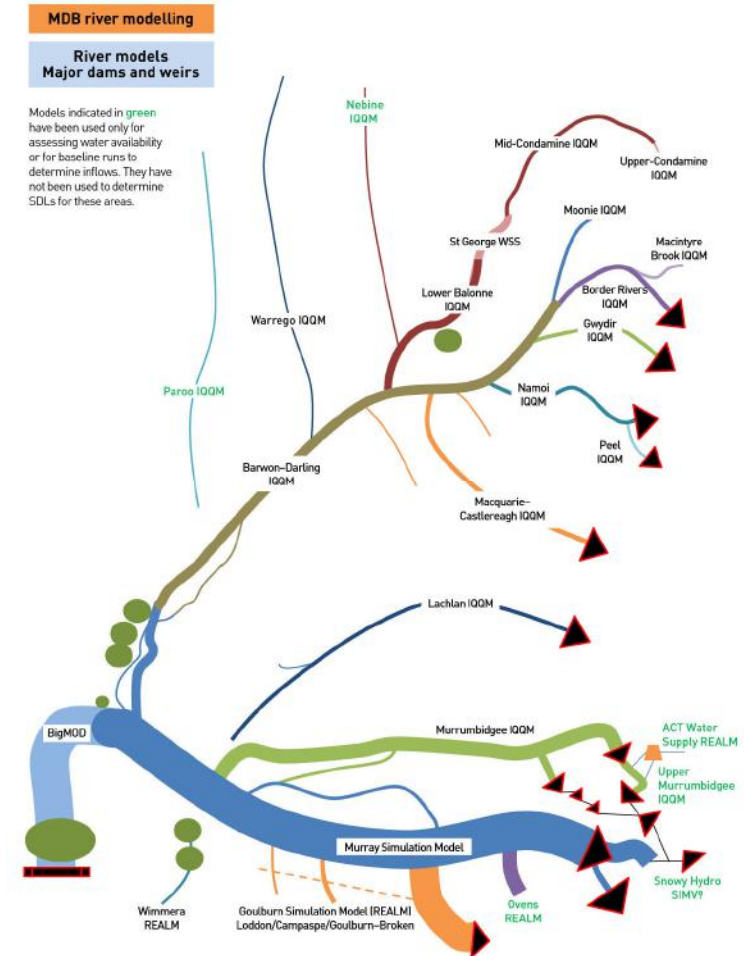 MDB river modelling
River models
Major dams and weirs
Models indicated in green
have been used only for
assessing water availability
or for baseline runs to
determine inflows. They have
not been used to determine
SDLs for these areas.
Nebine
IQQM
Mid-Condamine IQQM
Upper-Condamine
IQQM
Moonie IQQM
St George WSS
Macintyre
Brook IQQM
Lower Balonne
IQQM
Border Rivers
IQQM
Warrego IQQM
Gwydir
IQQM
Paroo IQQM
Namoi
IQQM
Peel
IQQM
Barwon–Darling
IQQM
Macquarie–
Castlereagh IQQM
Lachlan IQQM
BigMOD
Murrumbidgee IQQM
ACT Water
Supply REALM
Upper
Murrumbidgee
IQQM
Murray Simulation Model
Snowy Hydro
SIMV9
Wimmera
REALM
Goulburn Simulation Model (REALM)
Loddon/Campaspe/Goulburn–Broken
Ovens
REALM